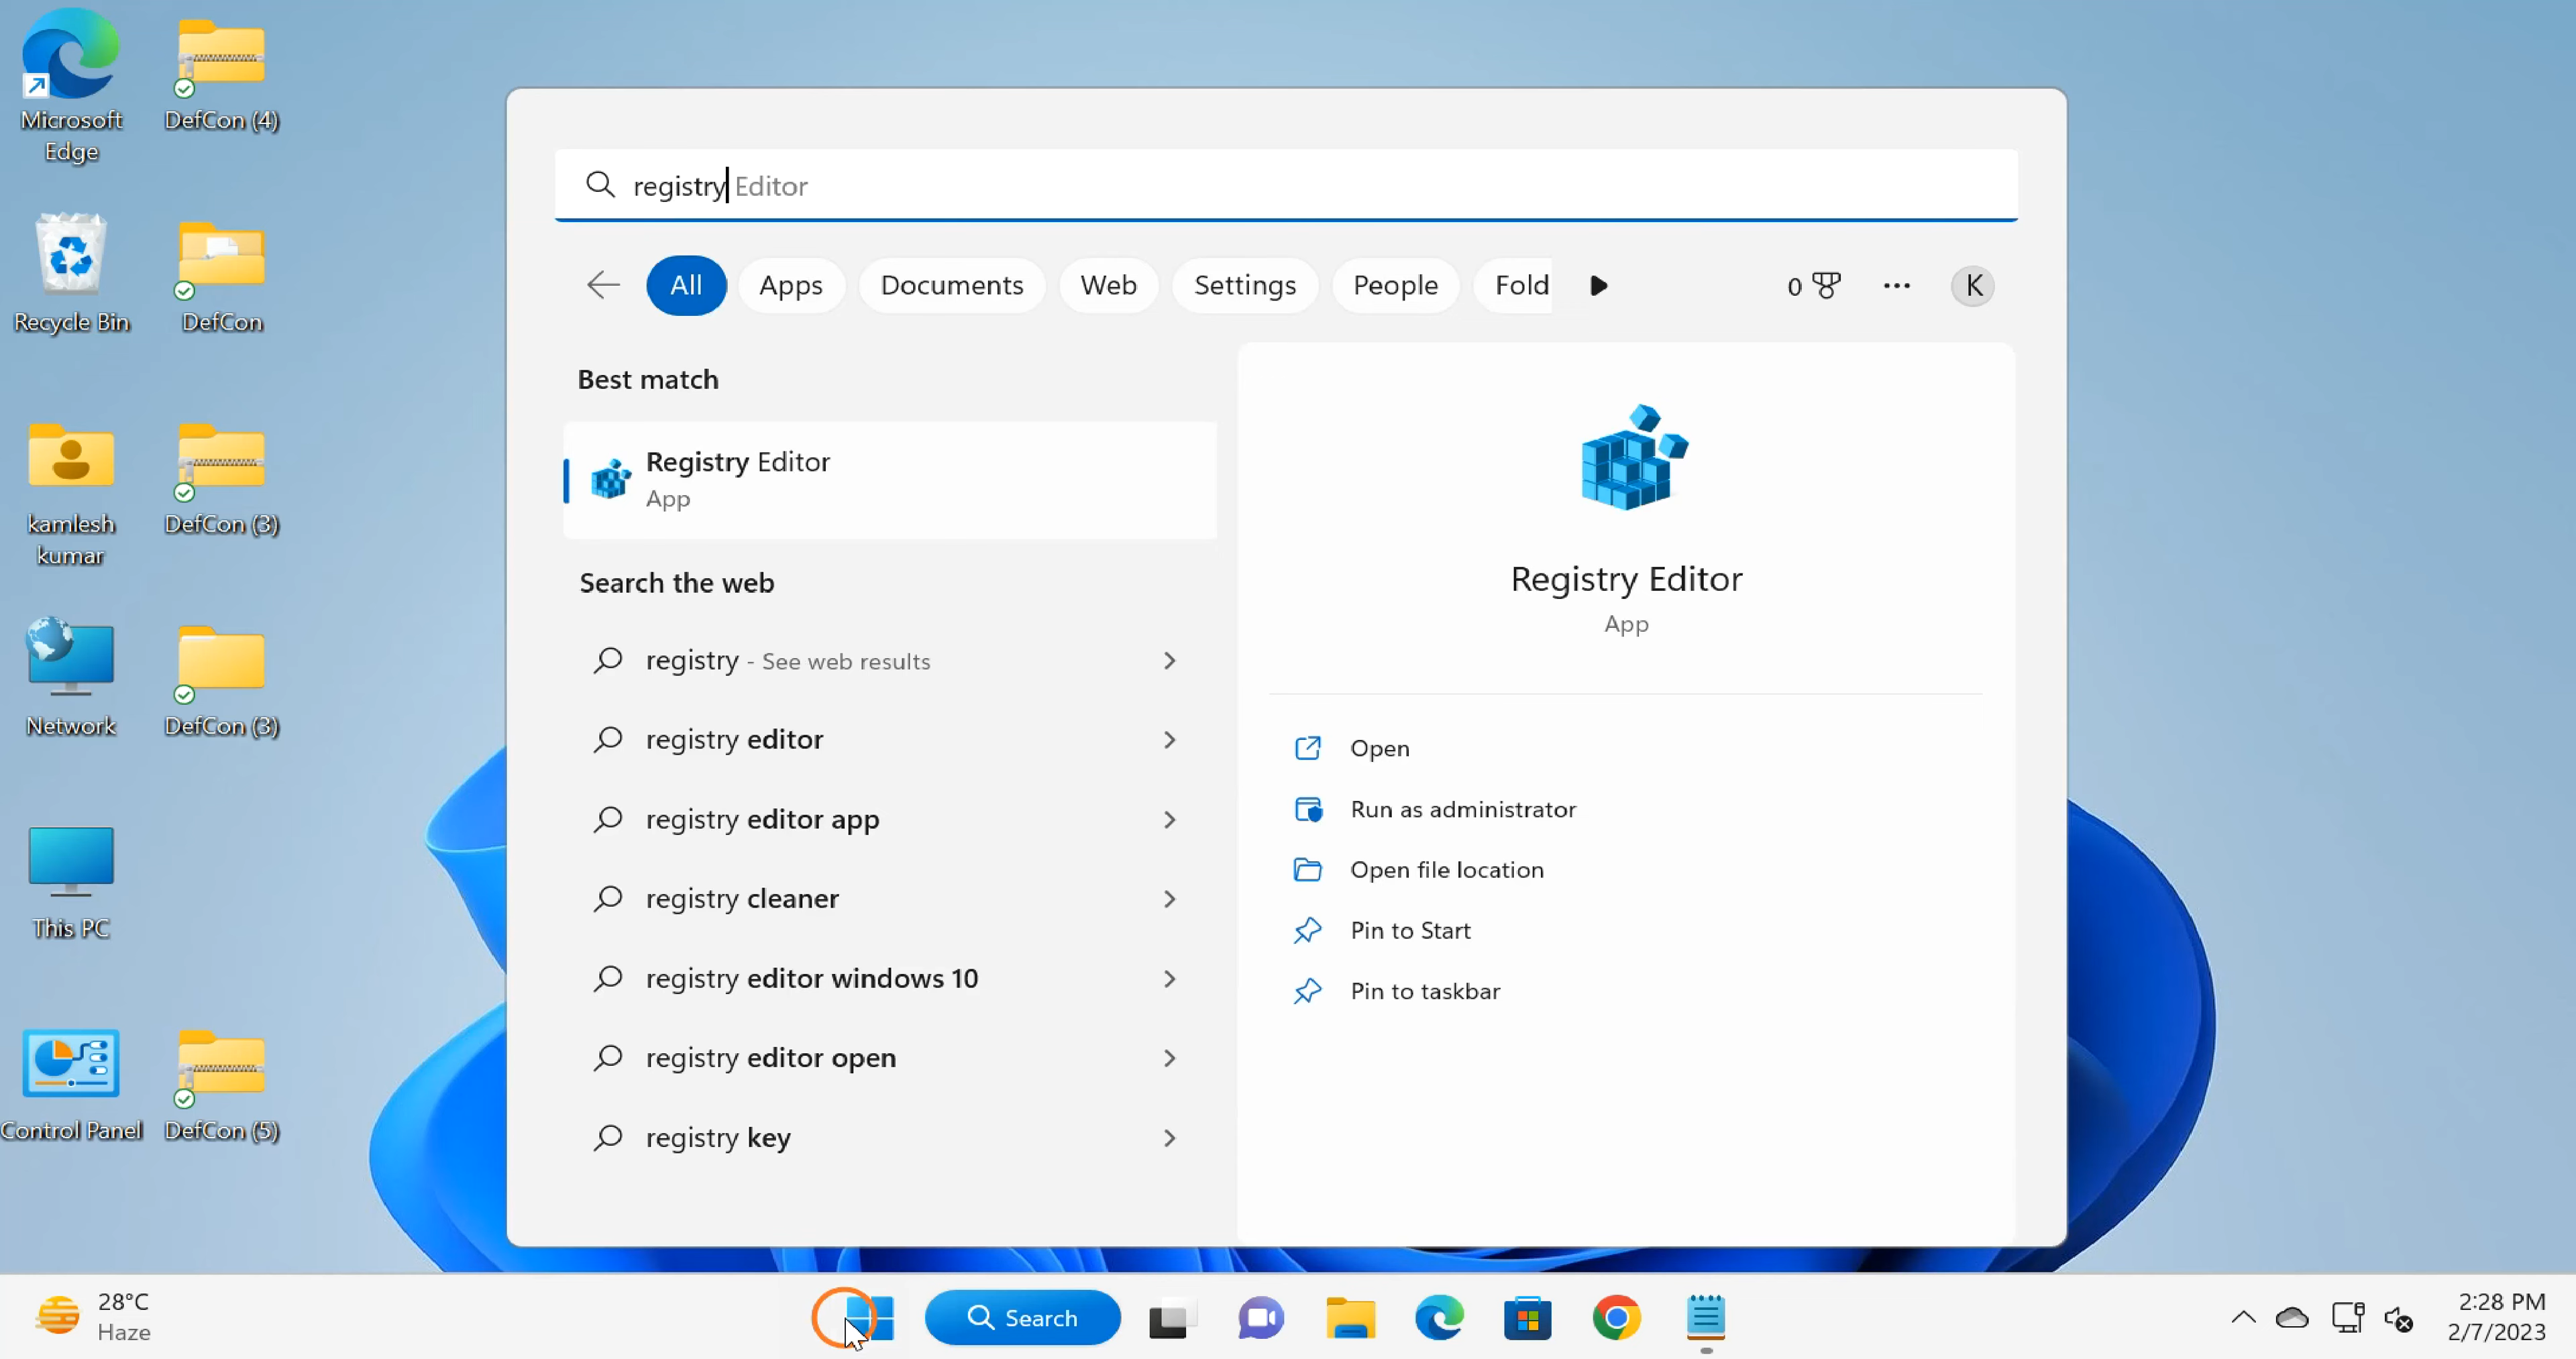 Microsoft
Edge
DefCon (4)
Recycle Bin
DefCon
kamlesh
kumar
DefCon (3)
Network
DefCon (3)
This PC
Control Panel
DefCon (5)
registry Editor
All
Apps
Documents
Web
Settings
People
Fold
0
K
Best match
Registry Editor
App
Search the web
registry - See web results
registry editor
registry editor app
registry cleaner
registry editor windows 10
registry editor open
registry key
Registry Editor
App
Open
Run as administrator
Open file location
Pin to Start
Pin to taskbar
28°C
Haze
Search
2:28 PM
2/7/2023